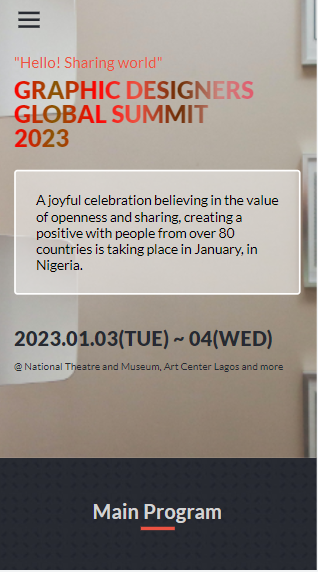 "Hello! Sharing world"
GRAPHIC DESIGNERS
GLOBAL SUMMIT
2023
A joyful celebration believing in the value
of openness and sharing, creating a
positive with people from over 80
countries is taking place in January, in
Nigeria.
2023.01.03(TUE) ~ 04(WED)
@ National Theatre and Museum, Art Center Lagos and more
Main Program